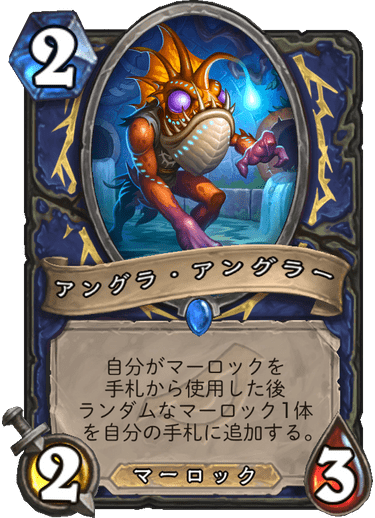 2
アングラ・アングラー
自分がマーロックを
手札から使用した後
ランダムなマーロック1体
を自分の手札に追加する。
2
マーロック
3